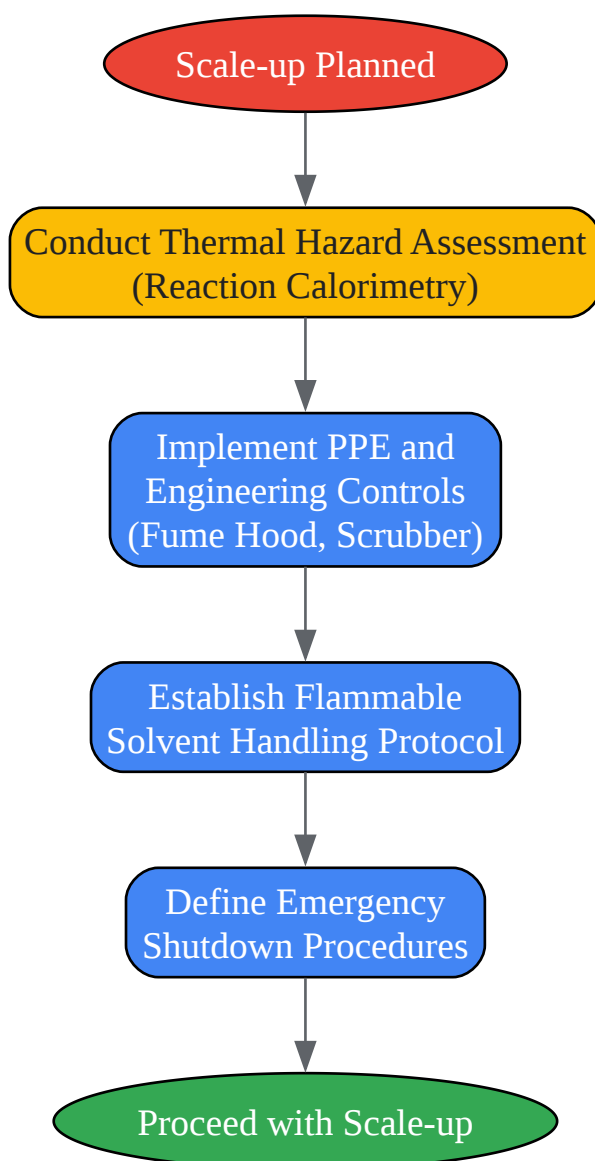 Scale-up Planned
Conduct Thermal Hazard Assessment
(Reaction Calorimetry)
Implement PPE and
Engineering Controls
(Fume Hood, Scrubber)
Establish Flammable
Solvent Handling Protocol
Define Emergency
Shutdown Procedures
Proceed with Scale-up